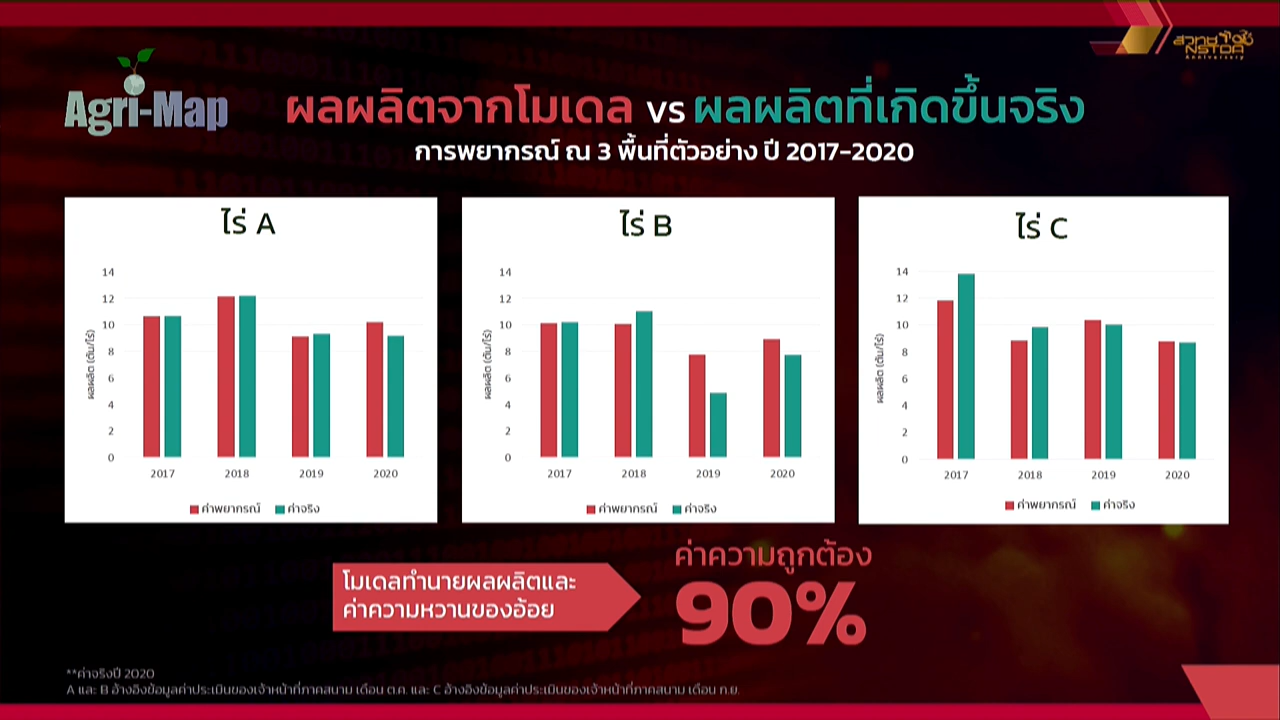 สวทช
NSTDA
Anniversary
Agri-Map
ผลผลิตจากโมเดล vs ผลผลิตที่เกิดขึ้นจริง
การพยากรณ์ ณ 3 พื้นที่ตัวอย่าง ปี 2017-2020
ไร่ A
ผลผลิต (ตัน/ไร่)
14
12
10
8
6
4
2
0
2017 2018 2019 2020
ค่าพยากรณ์ ค่าจริง
ไร่ B
ผลผลิต (ตัน/ไร่)
14
12
10
8
6
4
2
0
2017 2018 2019 2020
ค่าพยากรณ์ ค่าจริง
ไร่ C
ผลผลิต (ตัน/ไร่)
14
12
10
8
6
4
2
0
2017 2018 2019 2020
ค่าพยากรณ์ ค่าจริง
โมเดลทำนายผลผลิตและ
ค่าความหวานของอ้อย
ค่าความถูกต้อง
90%
**ค่าจริงปี 2020
A และ B อ้างอิงข้อมูลค่าประเมินของเจ้าหน้าที่ภาคสนาม เดือน ต.ค. และ C อ้างอิงข้อมูลค่าประเมินของเจ้าหน้าที่ภาคสนาม เดือน ก.ย.